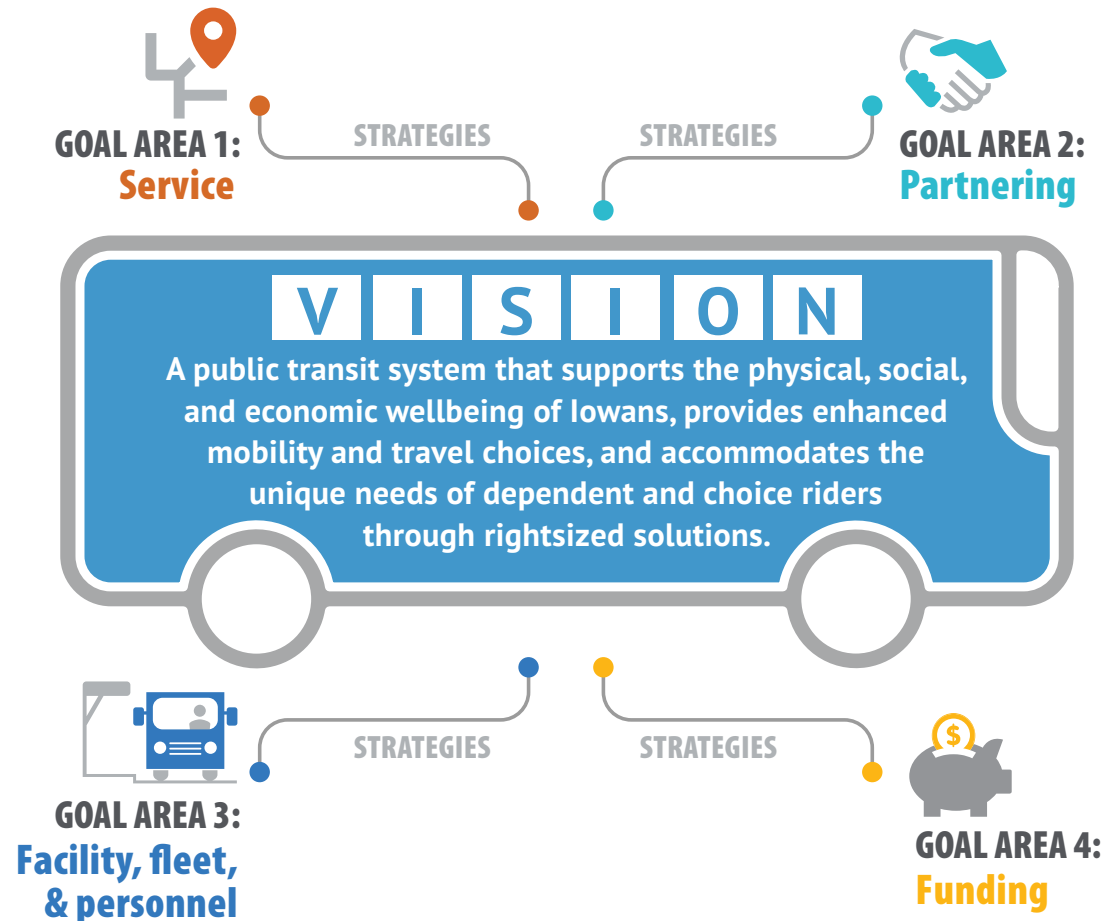 GOAL AREA 1:
Service
STRATEGIES
STRATEGIES
GOAL AREA 2:
Partnering
VISION
A public transit system that supports the physical, social,
and economic wellbeing of Iowans, provides enhanced
mobility and travel choices, and accommodates the
unique needs of dependent and choice riders
through rightsized solutions.
GOAL AREA 3:
Facility, fleet,
& personnel
STRATEGIES
STRATEGIES
$
GOAL AREA 4:
Funding